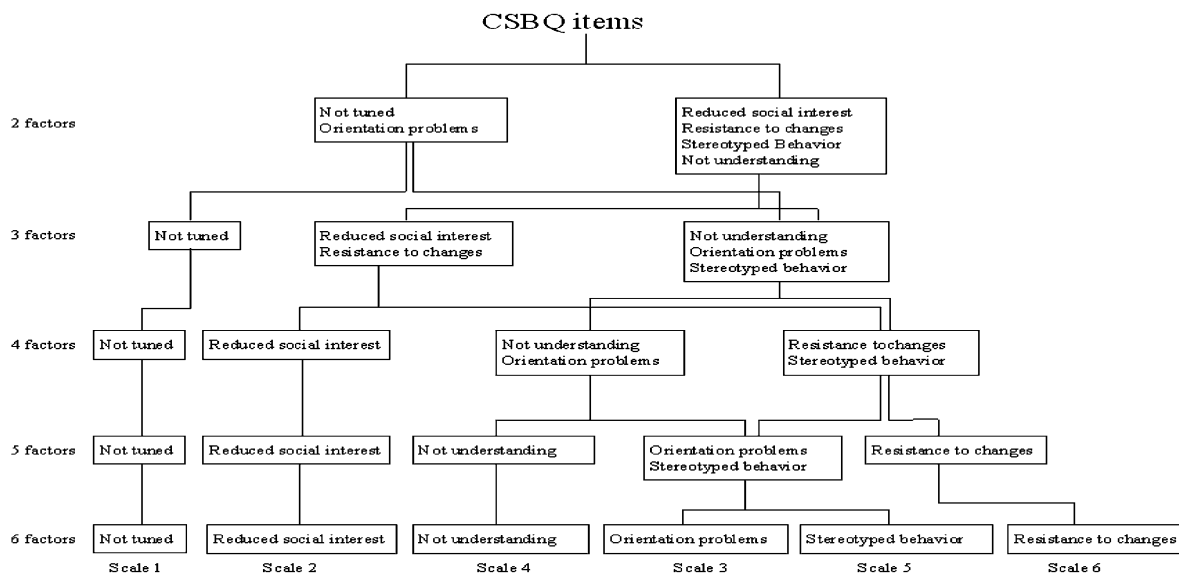 CSBQ items
2 factors
Not tuned
Orientation problems
Reduced social interest
Resistance to changes
Stereotyped Behavior
Not understanding
3 factors
Not tuned
Reduced social interest
Resistance to changes
Not understanding
Orientation problems
Stereotyped behavior
4 factors
Not tuned
Reduced social interest
Not understanding
Orientation problems
Resistance tochanges
Stereotyped behavior
5 factors
Not tuned
Reduced social interest
Not understanding
Orientation problems
Stereotyped behavior
Resistance to changes
6 factors
Not tuned
Reduced social interest
Not understanding
Orientation problems
Stereotyped behavior
Resistance to changes
Scale 1
Scale 2
Scale 4
Scale 3
Scale 5
Scale 6